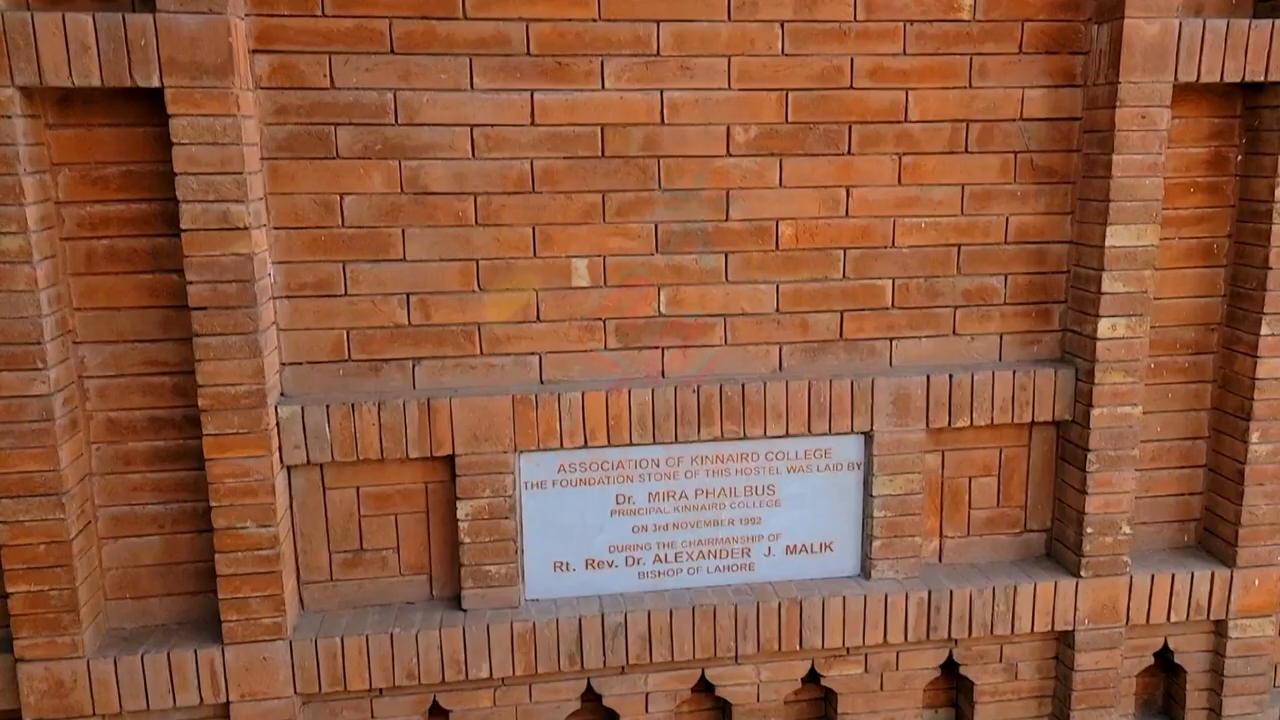 ASSOCIATION OF KINNAIRD COLLEGE
THE FOUNDATION STONE OF THIS HOSTEL WAS LAID BY
Dr. MIRA PHAILBUS
PRINCIPAL KINNAIRD COLLEGE
ON 3rd NOVEMBER 1992
DURING THE CHAIRMANSHIP OF
Rt. Rev. Dr. ALEXANDER J. MALIK
BISHOP OF LAHORE